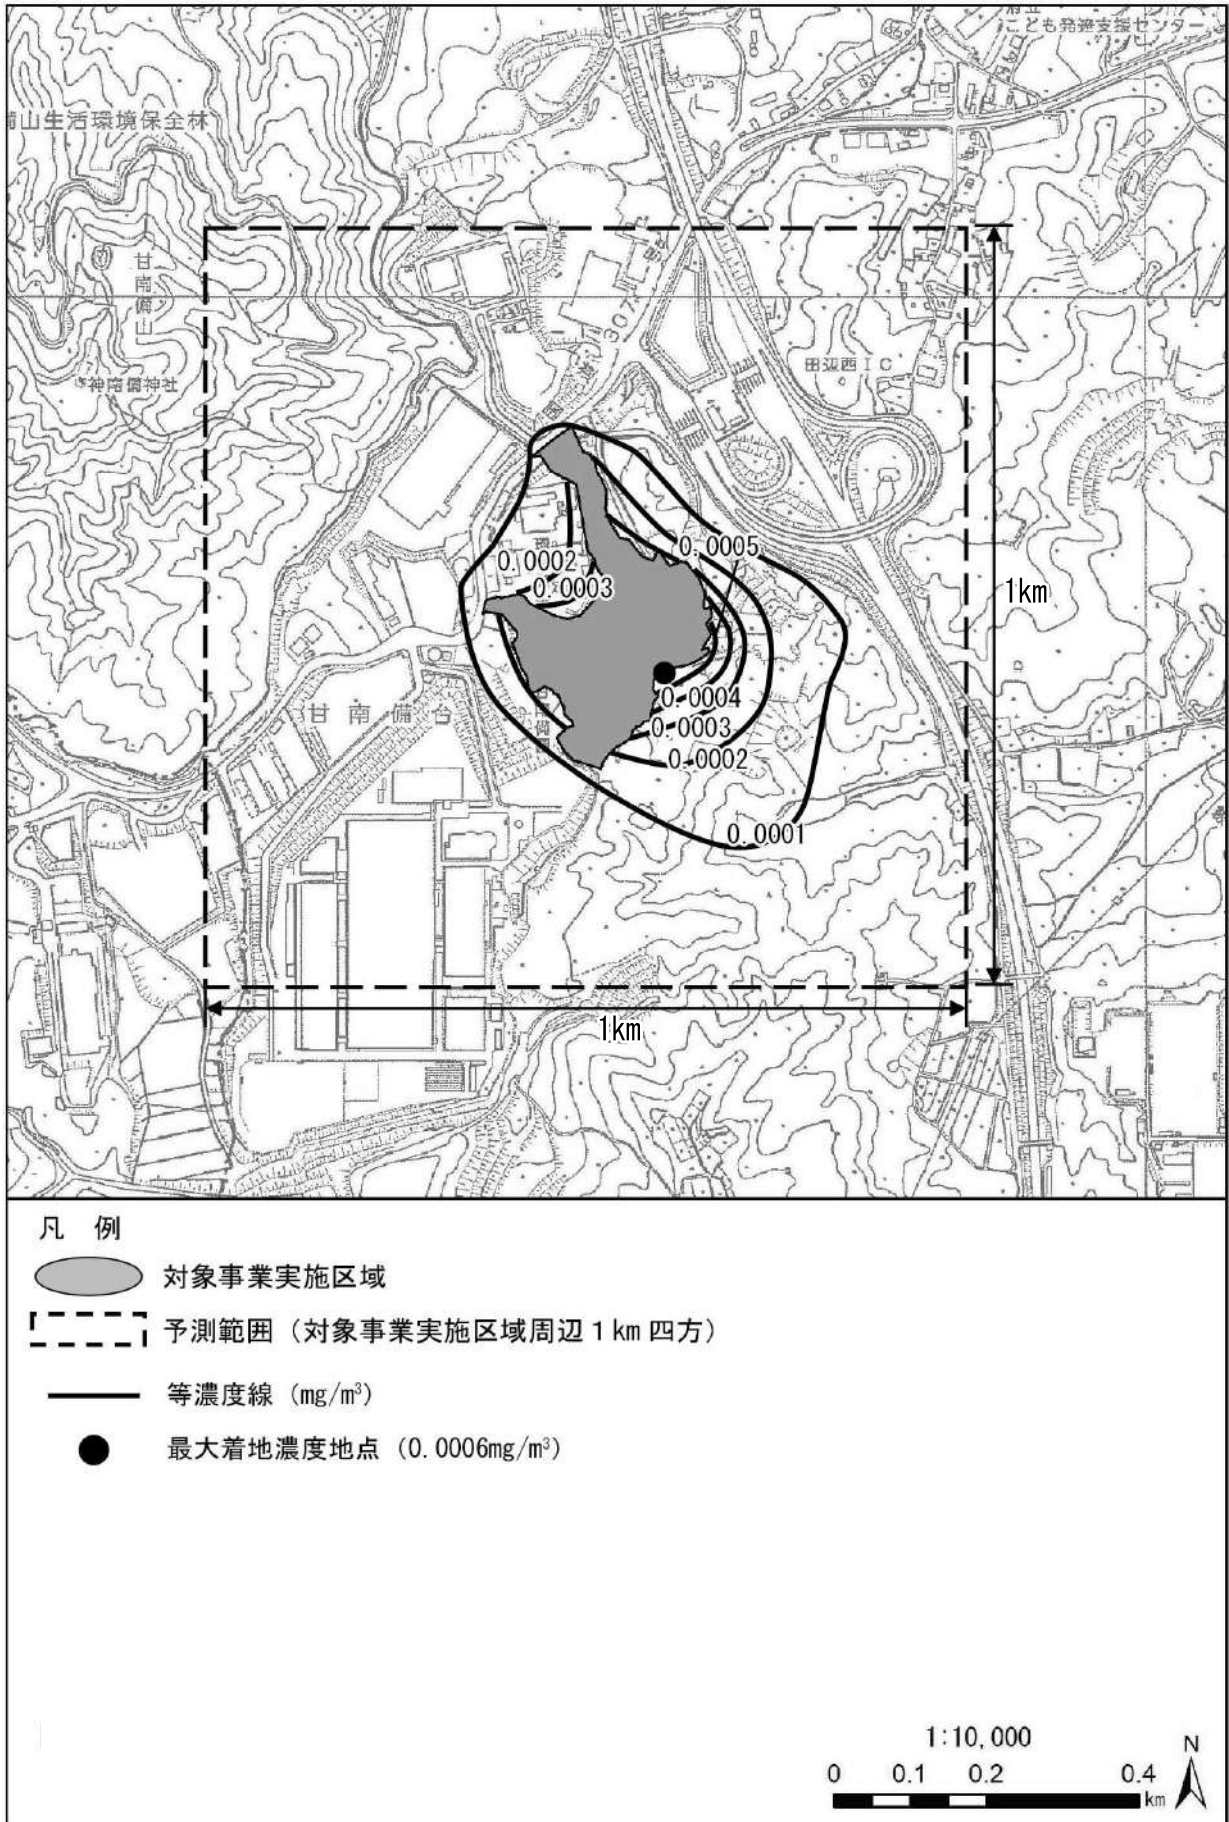 こども発達支援センター
山生活環境保全林
甘南備山
神南備神社
307
田辺西IC
0.0005
0.0002
0.0003
1km
0.0004
甘南備台
0.0003
0.0002
0.0001
1km
凡 例
対象事業実施区域
予測範囲（対象事業実施区域周辺1km四方）
等濃度線（mg/m³）
最大着地濃度地点（0.0006mg/m³）
1:10,000
N
0 0.1 0.2 0.4
km